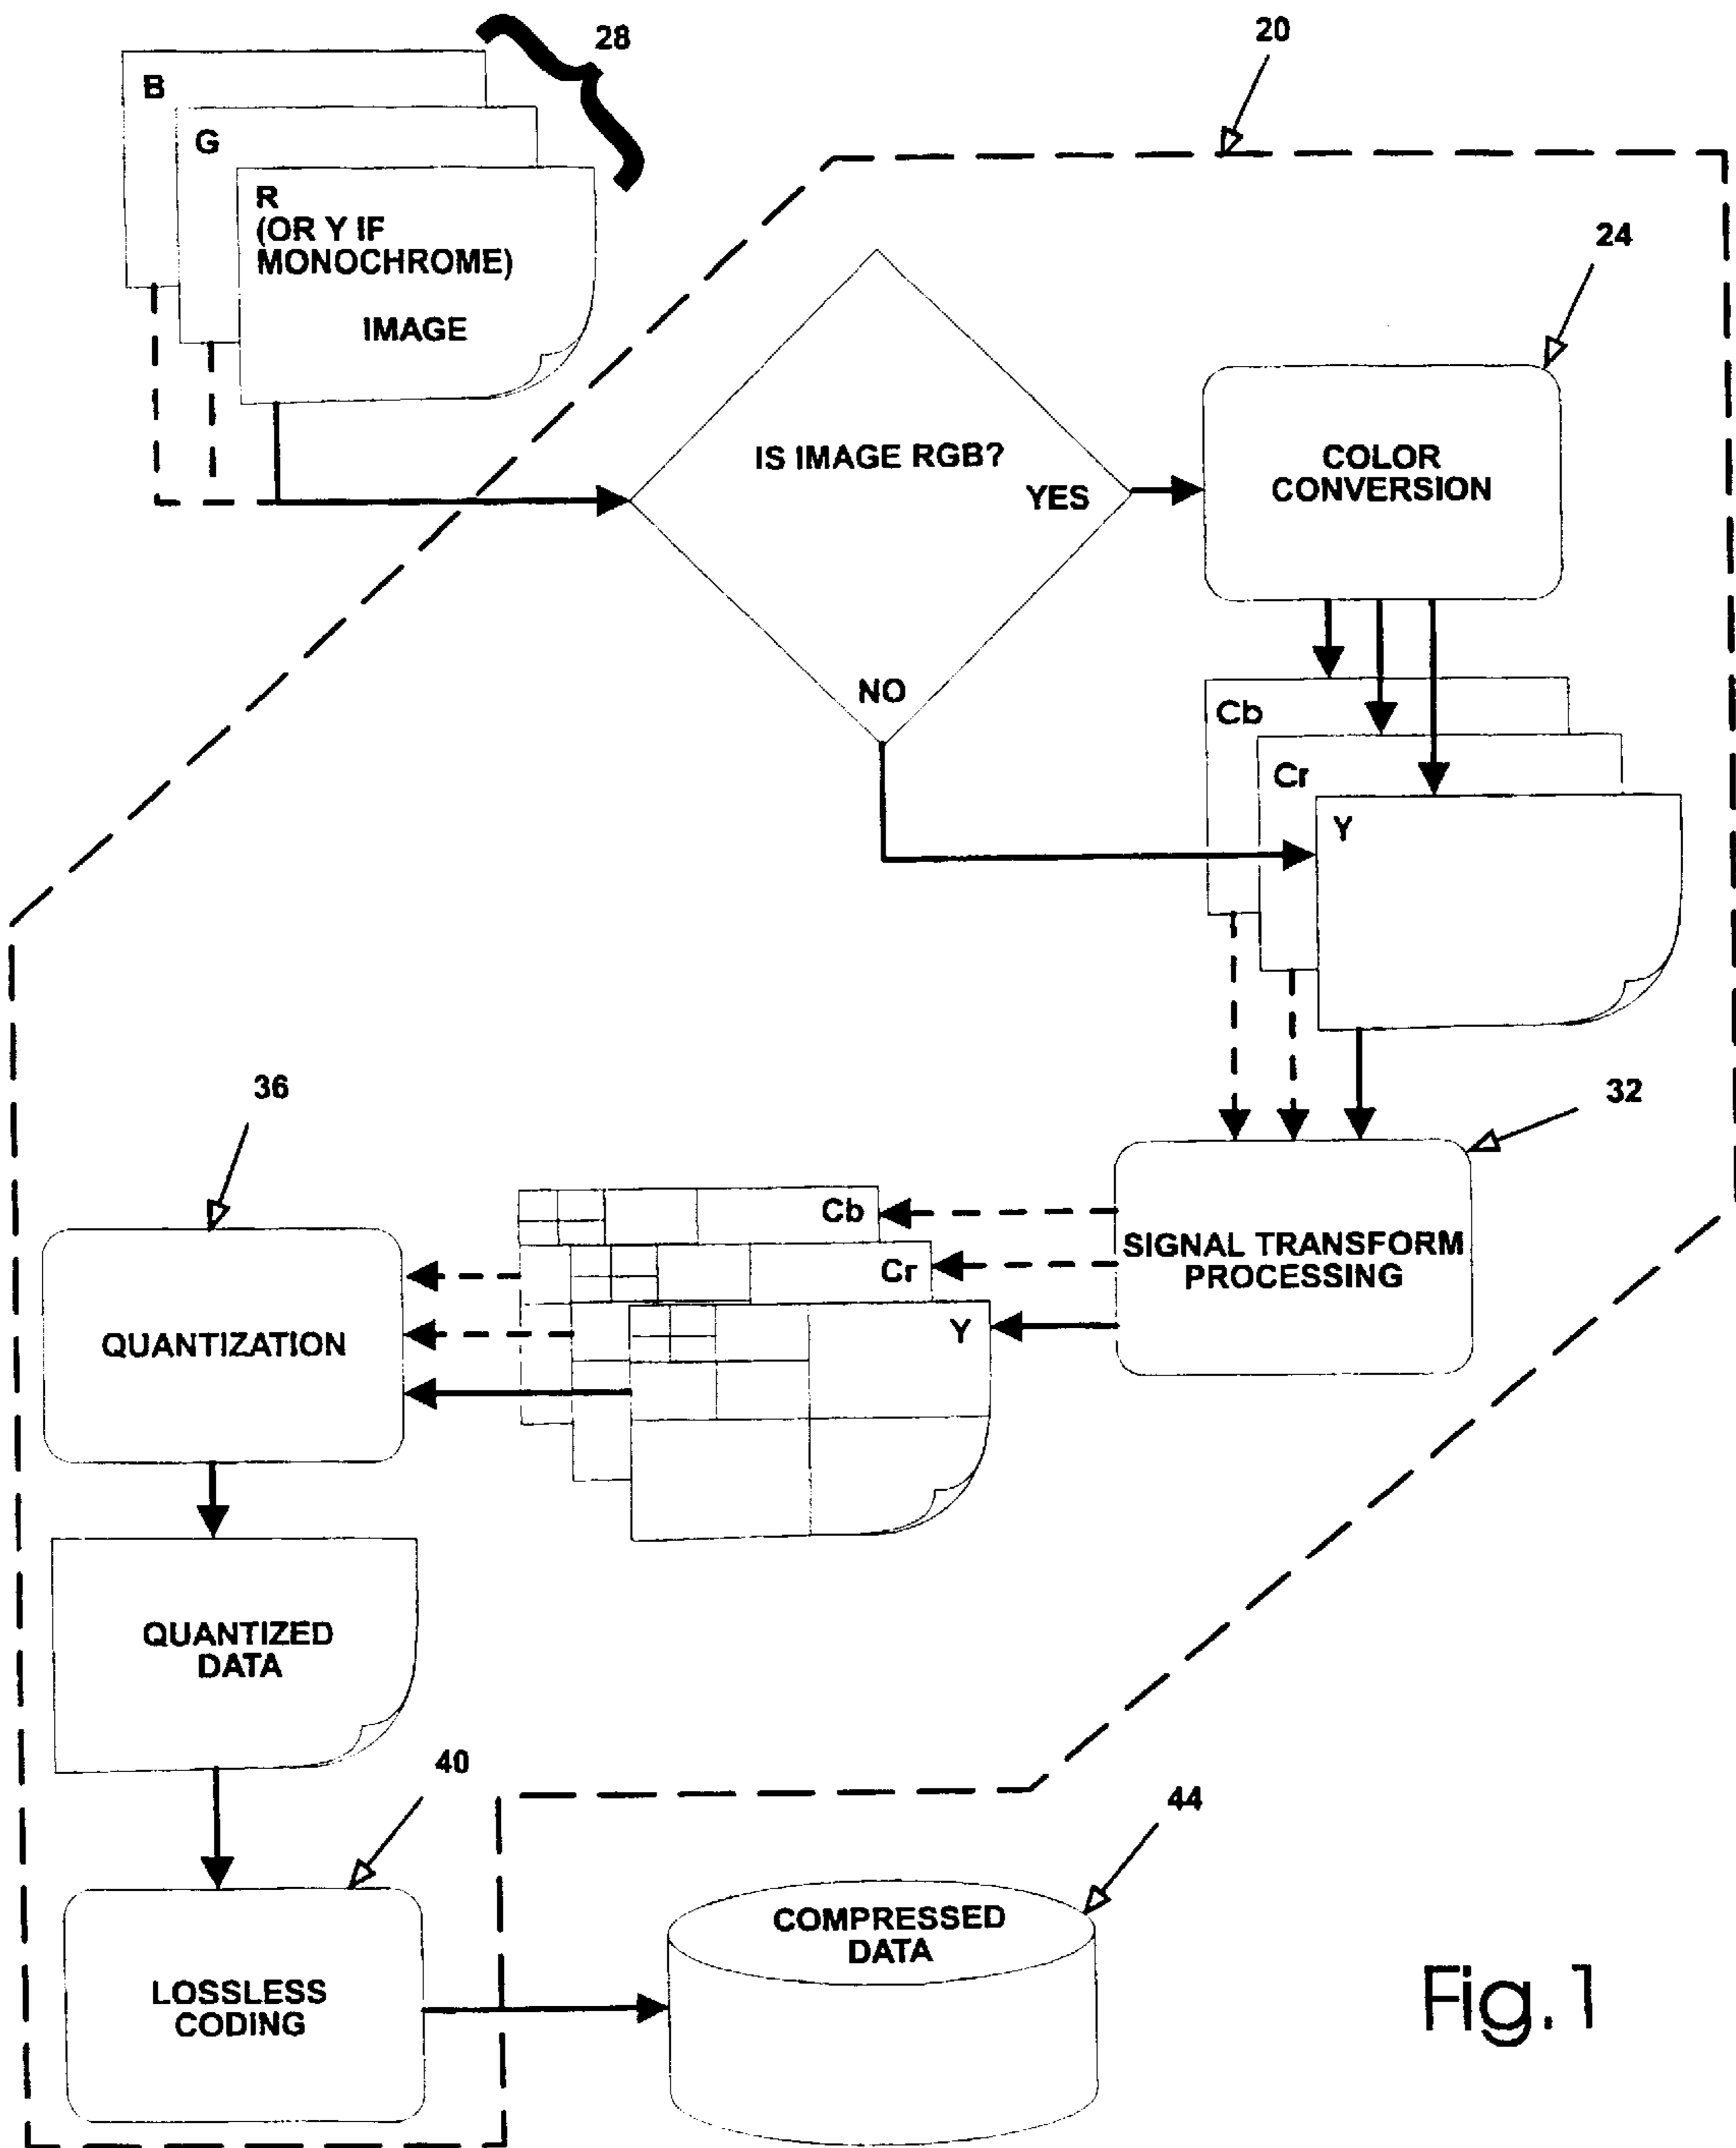 28
20
B
G
R
(OR Y IF
MONOCHROME)
IMAGE
24
IS IMAGE RGB?
YES
NO
COLOR
CONVERSION
Cb
Cr
Y
36
32
Cb
Cr
Y
SIGNAL TRANSFORM
PROCESSING
QUANTIZATION
QUANTIZED
DATA
40
44
LOSSLESS
CODING
COMPRESSED
DATA
Fig.1